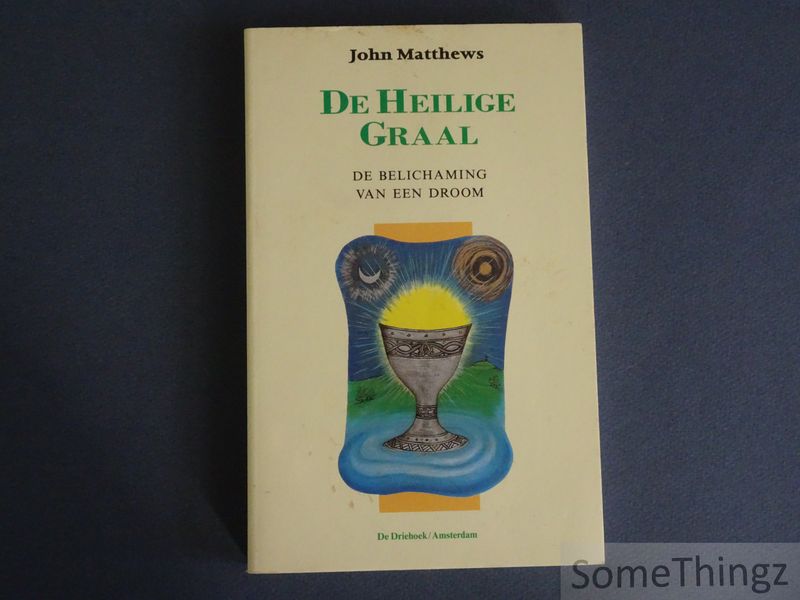 John Matthews
DE HEILIGE
GRAAL
DE BELICHAMING
VAN EEN DROOM
De Driehoek/Amsterdam
SomeThingz